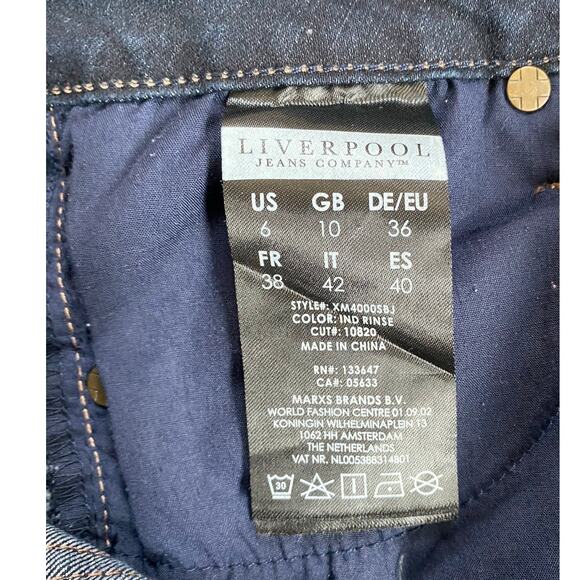 LIVERPOOL
JEANS COMPANY™
US GB DE/EU
6 10 36
FR IT ES
38 42 40
STYLE#: XM4000SBJ
COLOR: IND RINSE
CUT#: 10820
MADE IN CHINA
RN#: 133647
CA#: 05633
MARXS BRANDS B.V.
WORLD FASHION CENTRE 01.09.02
KONINGIN WILHELMINAPLEIN 13
1062 HH AMSTERDAM
THE NETHERLANDS
VAT NR. NL005388314B01
30